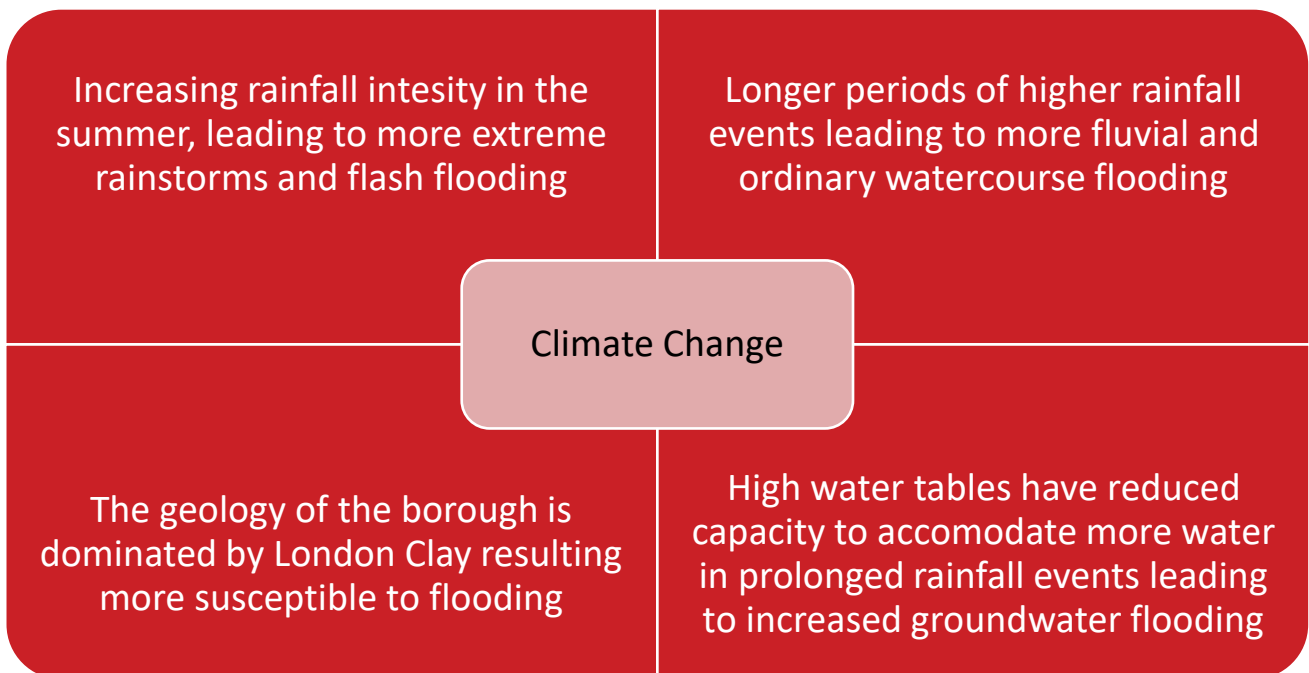 Increasing rainfall intesity in the
summer, leading to more extreme
rainstorms and flash flooding
Longer periods of higher rainfall
events leading to more fluvial and
ordinary watercourse flooding
Climate Change
The geology of the borough is
dominated by London Clay resulting
more susceptible to flooding
High water tables have reduced
capacity to accomodate more water
in prolonged rainfall events leading
to increased groundwater flooding